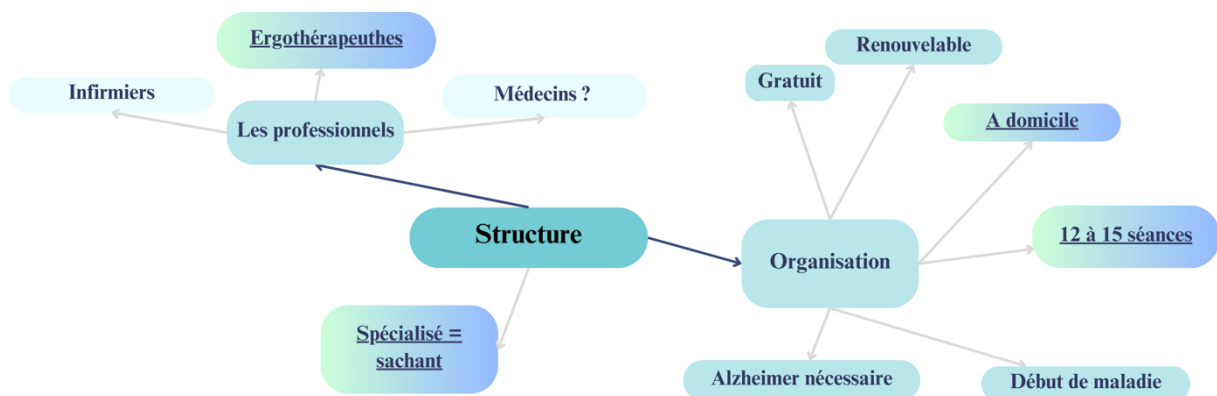 Ergothérapeuthes
Renouvelable
Gratuit
Infirmiers
Médecins ?
Les professionnels
A domicile
Structure
12 à 15 séances
Organisation
Spécialisé =
sachant
Alzheimer nécessaire
Début de maladie